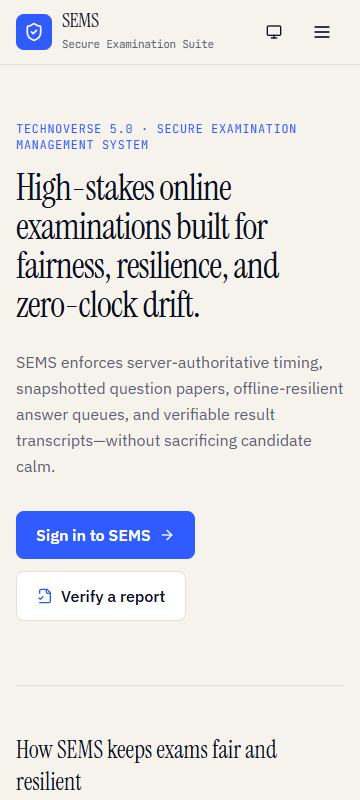 SEMS
Secure Examination Suite
TECHNOVERSE 5.0 · SECURE EXAMINATION
MANAGEMENT SYSTEM
High-stakes online
examinations built for
fairness, resilience, and
zero-clock drift.
SEMS enforces server-authoritative timing,
snapshotted question papers, offline-resilient
answer queues, and verifiable result
transcripts—without sacrificing candidate
calm.
Sign in to SEMS
Verify a report
How SEMS keeps exams fair and
resilient